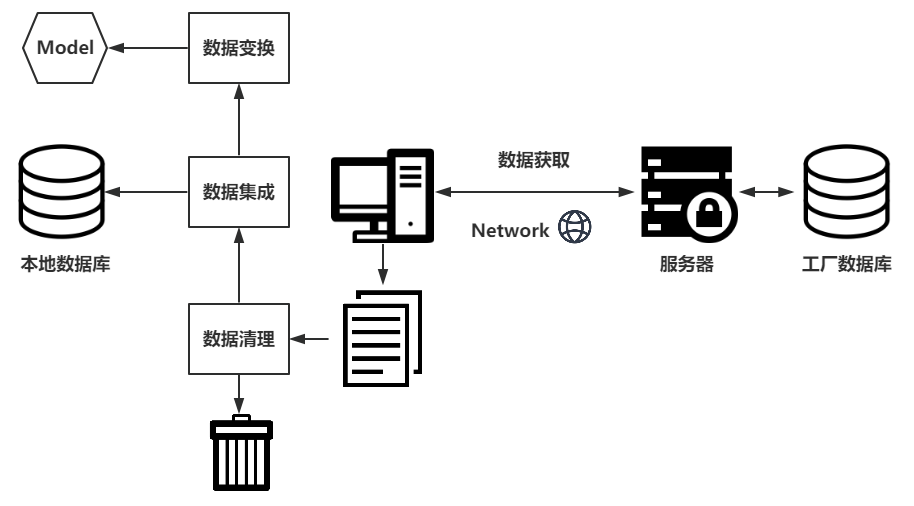 Model
数据变换
数据获取
数据集成
Network
本地数据库
服务器
工厂数据库
数据清理